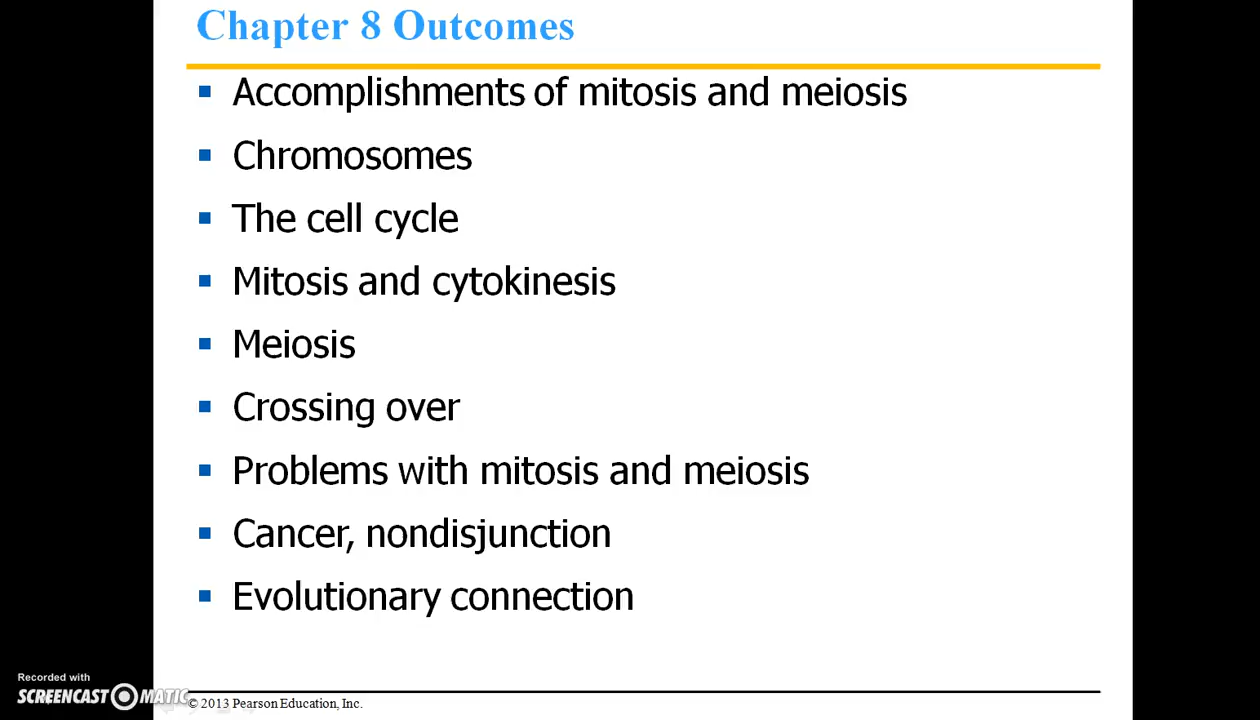 Chapter 8 Outcomes
Accomplishments of mitosis and meiosis
Chromosomes
The cell cycle
Mitosis and cytokinesis
Meiosis
Crossing over
Problems with mitosis and meiosis
Cancer, nondisjunction
Evolutionary connection
Recorded with
SCREENCAST MATIC
© 2013 Pearson Education, Inc.